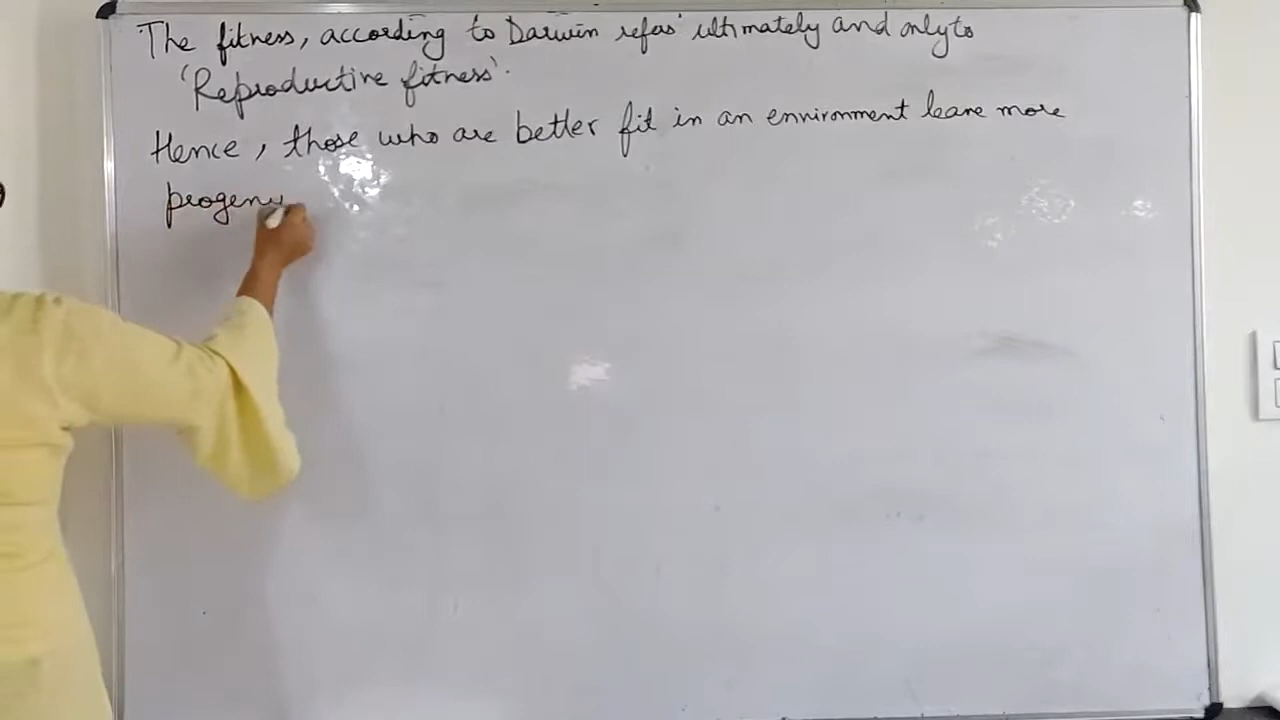 The fitness, according to Darwin refers ultimately and only to
'Reproductive fitness'.
Hence, those who are better fit in an environment leave more
progeny